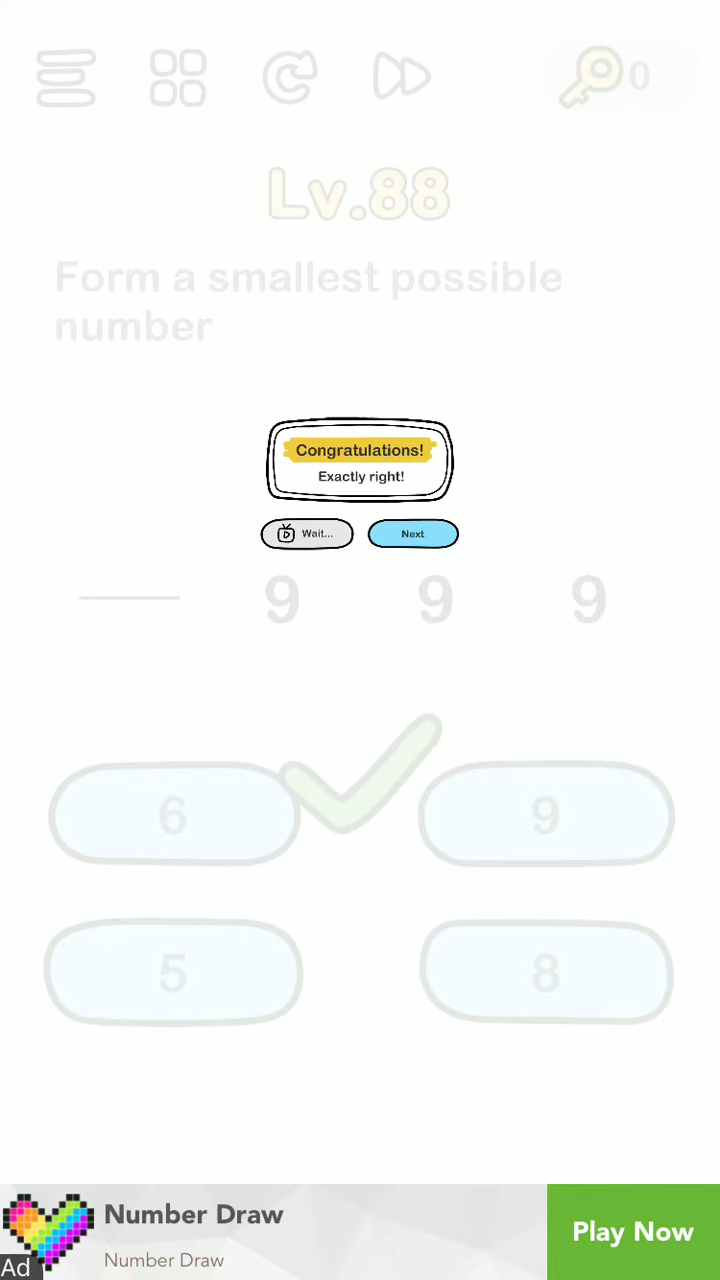 0
Lv.88
Form a smallest possible
number
Congratulations!
Exactly right!
Wait...
Next
9 9 9
6
9
5
8
Number Draw
Play Now
Number Draw
Ad